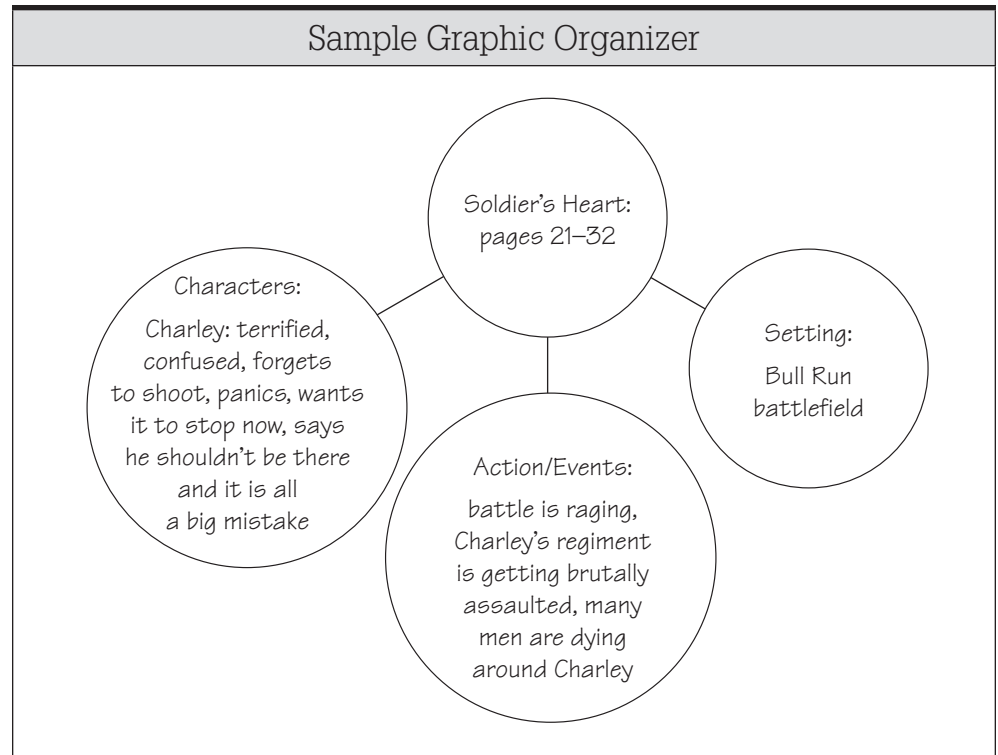 Sample Graphic Organizer
Soldier’s Heart:
pages 21–32
Characters:
Charley: terrified,
confused, forgets
to shoot, panics, wants
it to stop now, says
he shouldn’t be there
and it is all
a big mistake
Action/Events:
battle is raging,
Charley’s regiment
is getting brutally
assaulted, many
men are dying
around Charley
Setting:
Bull Run
battlefield